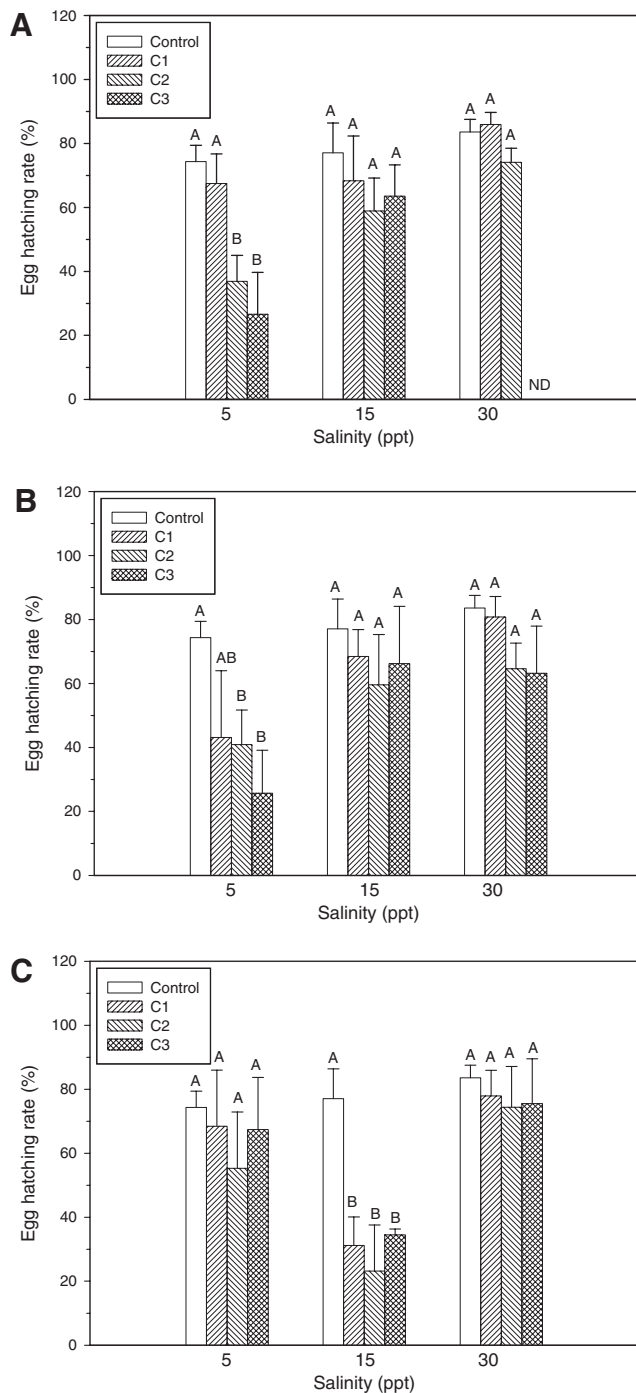 A
120
100
80
60
40
20
0
Egg hatching rate (%)
Control
C1
C2
C3
A A B B
A A A A
A A A ND
5 15 30
Salinity (ppt)
B
120
100
80
60
40
20
0
Egg hatching rate (%)
Control
C1
C2
C3
A AB B B
A A A A
A A A A
5 15 30
Salinity (ppt)
C
120
100
80
60
40
20
0
Egg hatching rate (%)
Control
C1
C2
C3
A A A A
A B B B
A A A A
5 15 30
Salinity (ppt)